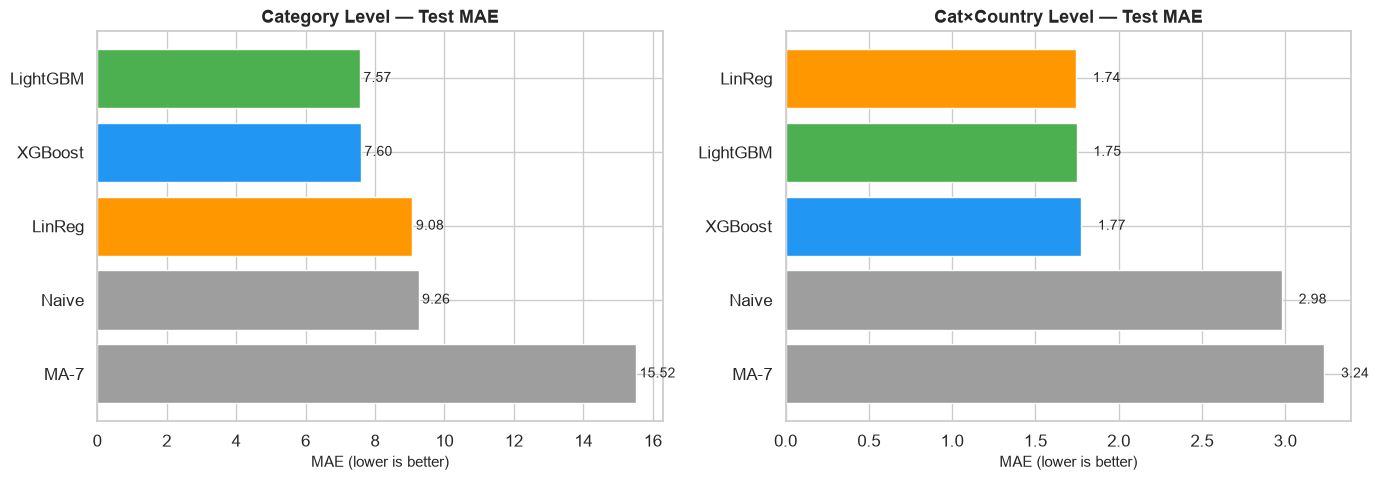 Category Level — Test MAE
LightGBM
7.57
XGBoost
7.60
LinReg
9.08
Naive
9.26
MA-7
15.52
0 2 4 6 8 10 12 14 16
MAE (lower is better)
Cat×Country Level — Test MAE
LinReg
1.74
LightGBM
1.75
XGBoost
1.77
Naive
2.98
MA-7
3.24
0.0 0.5 1.0 1.5 2.0 2.5 3.0
MAE (lower is better)